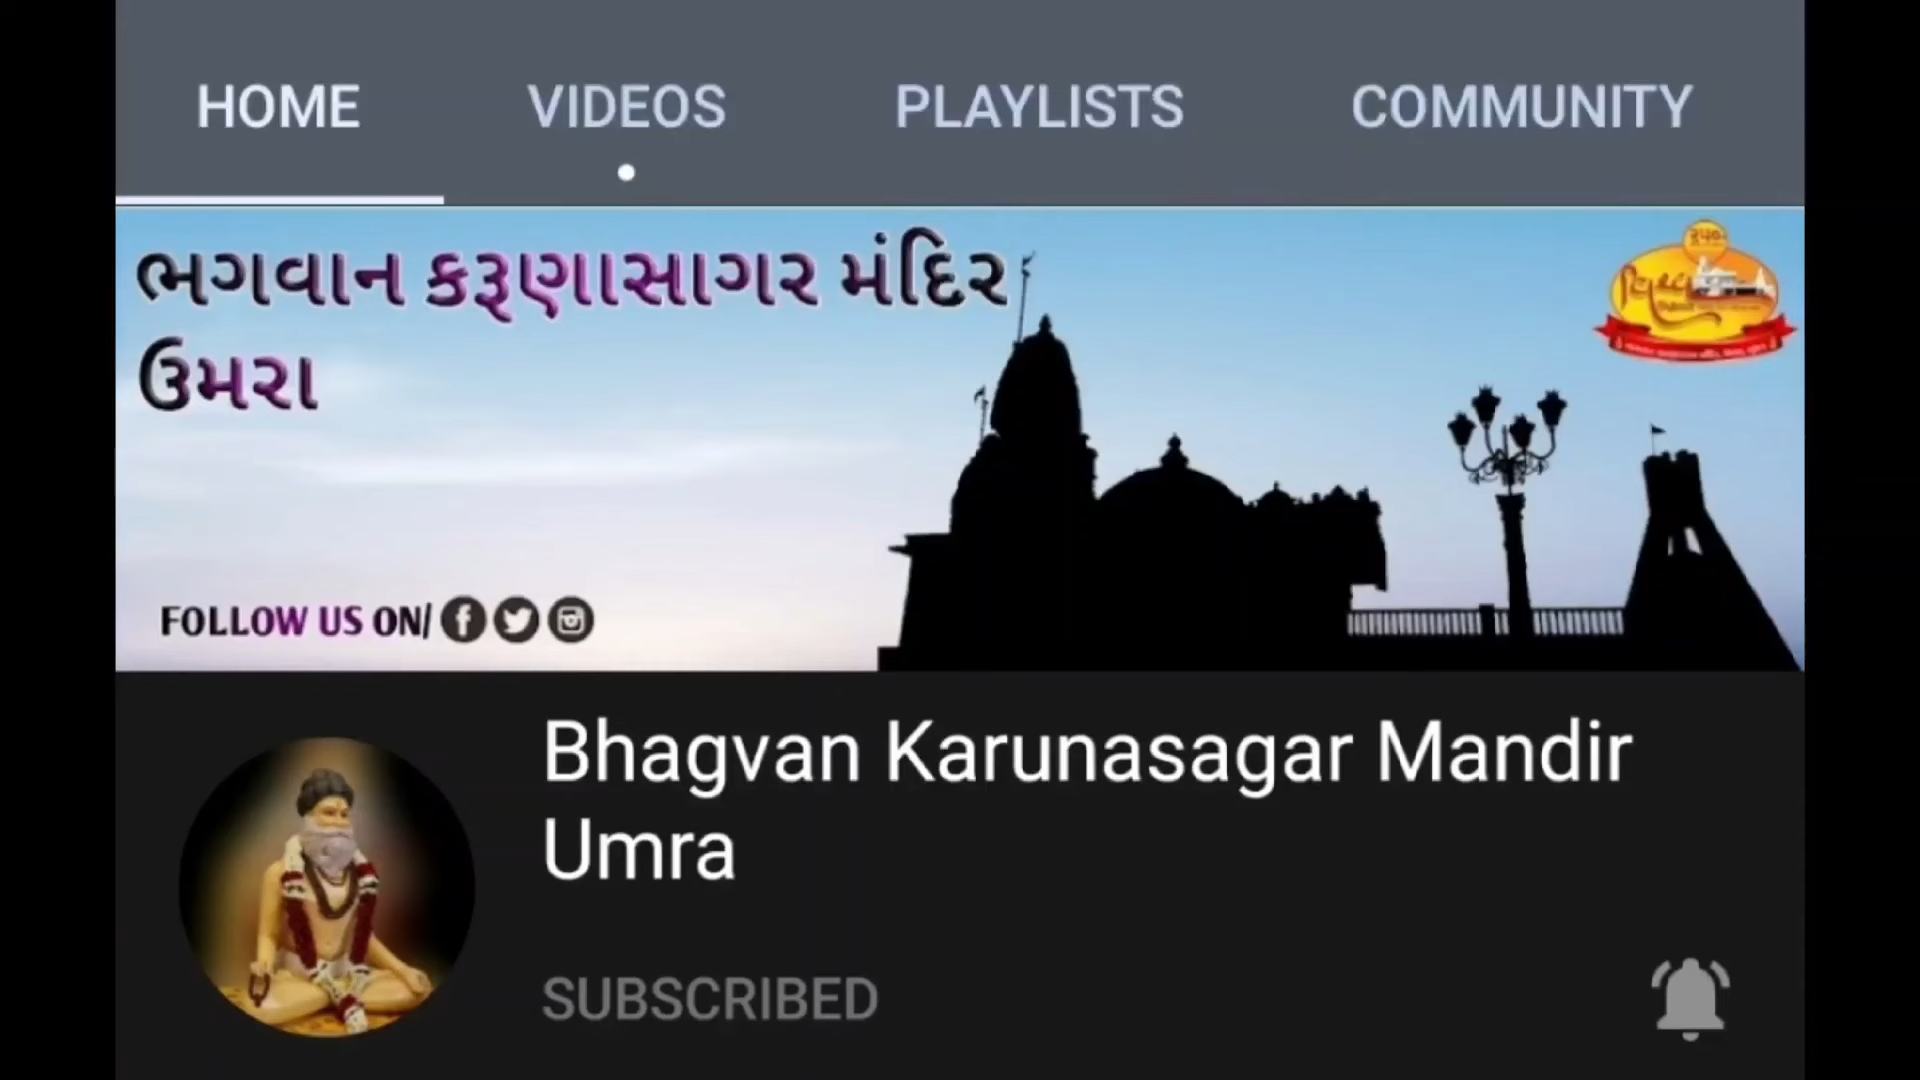 HOME VIDEOS PLAYLISTS COMMUNITY
ભગવાન કરૂણાસાગર મંદિર
ઉમરા
FOLLOW US ON/
Bhagvan Karunasagar Mandir
Umra
SUBSCRIBED